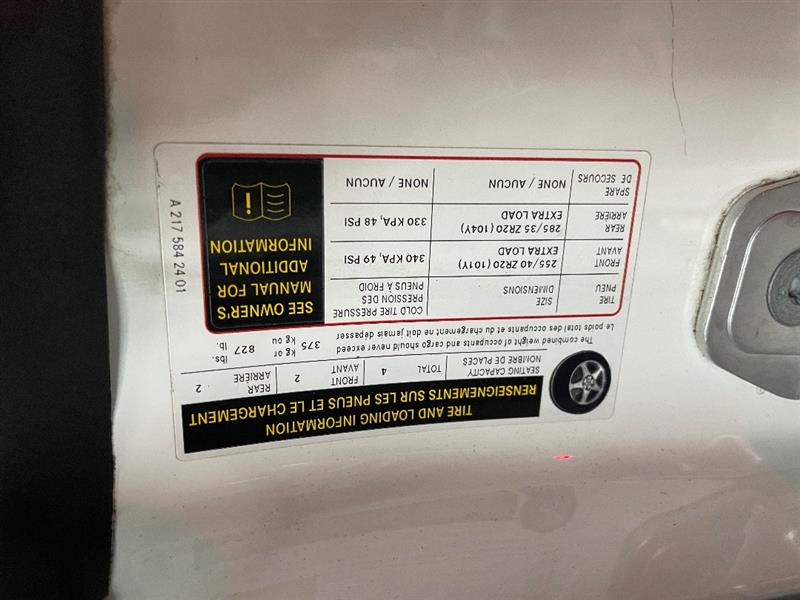 TIRE AND LOADING INFORMATION
RENSEIGNEMENTS SUR LES PNEUS ET LE CHARGEMENT
SEATING CAPACITY
NOMBRE DE PLACES
TOTAL 4
FRONT
AVANT 2
REAR
ARRIÈRE 2
The combined weight of occupants and cargo should never exceed
Le poids total des occupants et du chargement ne doit jamais dépasser
375 kg or
kg ou
827 lbs.
lb.
TIRE
PNEU
SIZE
DIMENSIONS
COLD TIRE PRESSURE
PRESSION DES
PNEUS À FROID
FRONT
AVANT
255/40 ZR20 (101Y)
EXTRA LOAD
340 KPA, 49 PSI
REAR
ARRIÈRE
285/35 ZR20 (104Y)
EXTRA LOAD
330 KPA, 48 PSI
SPARE
DE SECOURS
NONE / AUCUN
NONE / AUCUN
SEE OWNER'S
MANUAL FOR
ADDITIONAL
INFORMATION
i
A 217 584 24 01